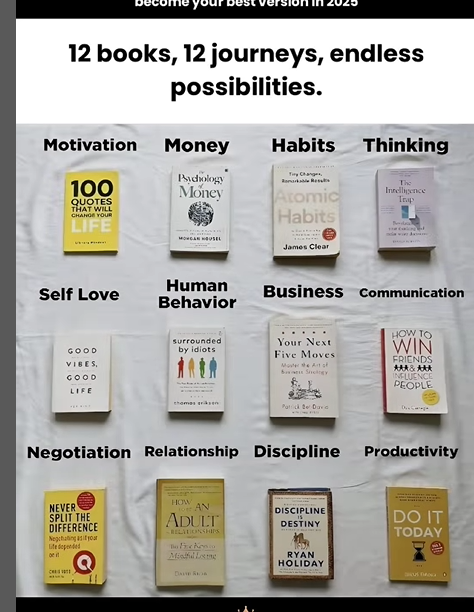 become your best version in 2025
12 books, 12 journeys, endless
possibilities.
Motivation Money Habits Thinking
100
QUOTES
THAT WILL
CHANGE YOUR
LIFE
The
Psychology
of
Money
MORGAN HOUSEL
Tiny Changes,
Remarkable Results
Atomic
Habits
James Clear
The
Intelligence
Trap
Self Love Human
Behavior Business Communication
GOOD
VIBES,
GOOD
LIFE
surrounded
by idiots
thomas erikson
Your Next
Five Moves
Master the Art of
Business Strategy
Patrick Bet-David
HOW TO
WIN
FRIENDS
&
INFLUENCE
PEOPLE
Dale Carnegie
Negotiation Relationship Discipline Productivity
NEVER
SPLIT THE
DIFFERENCE
Negotiating as if your
life depended
on it
CHRIS VOSS
HOW TO BE AN
ADULT
IN RELATIONSHIPS
The Five Keys to
Mindful Loving
DISCIPLINE
IS DESTINY
RYAN
HOLIDAY
DO IT
TODAY